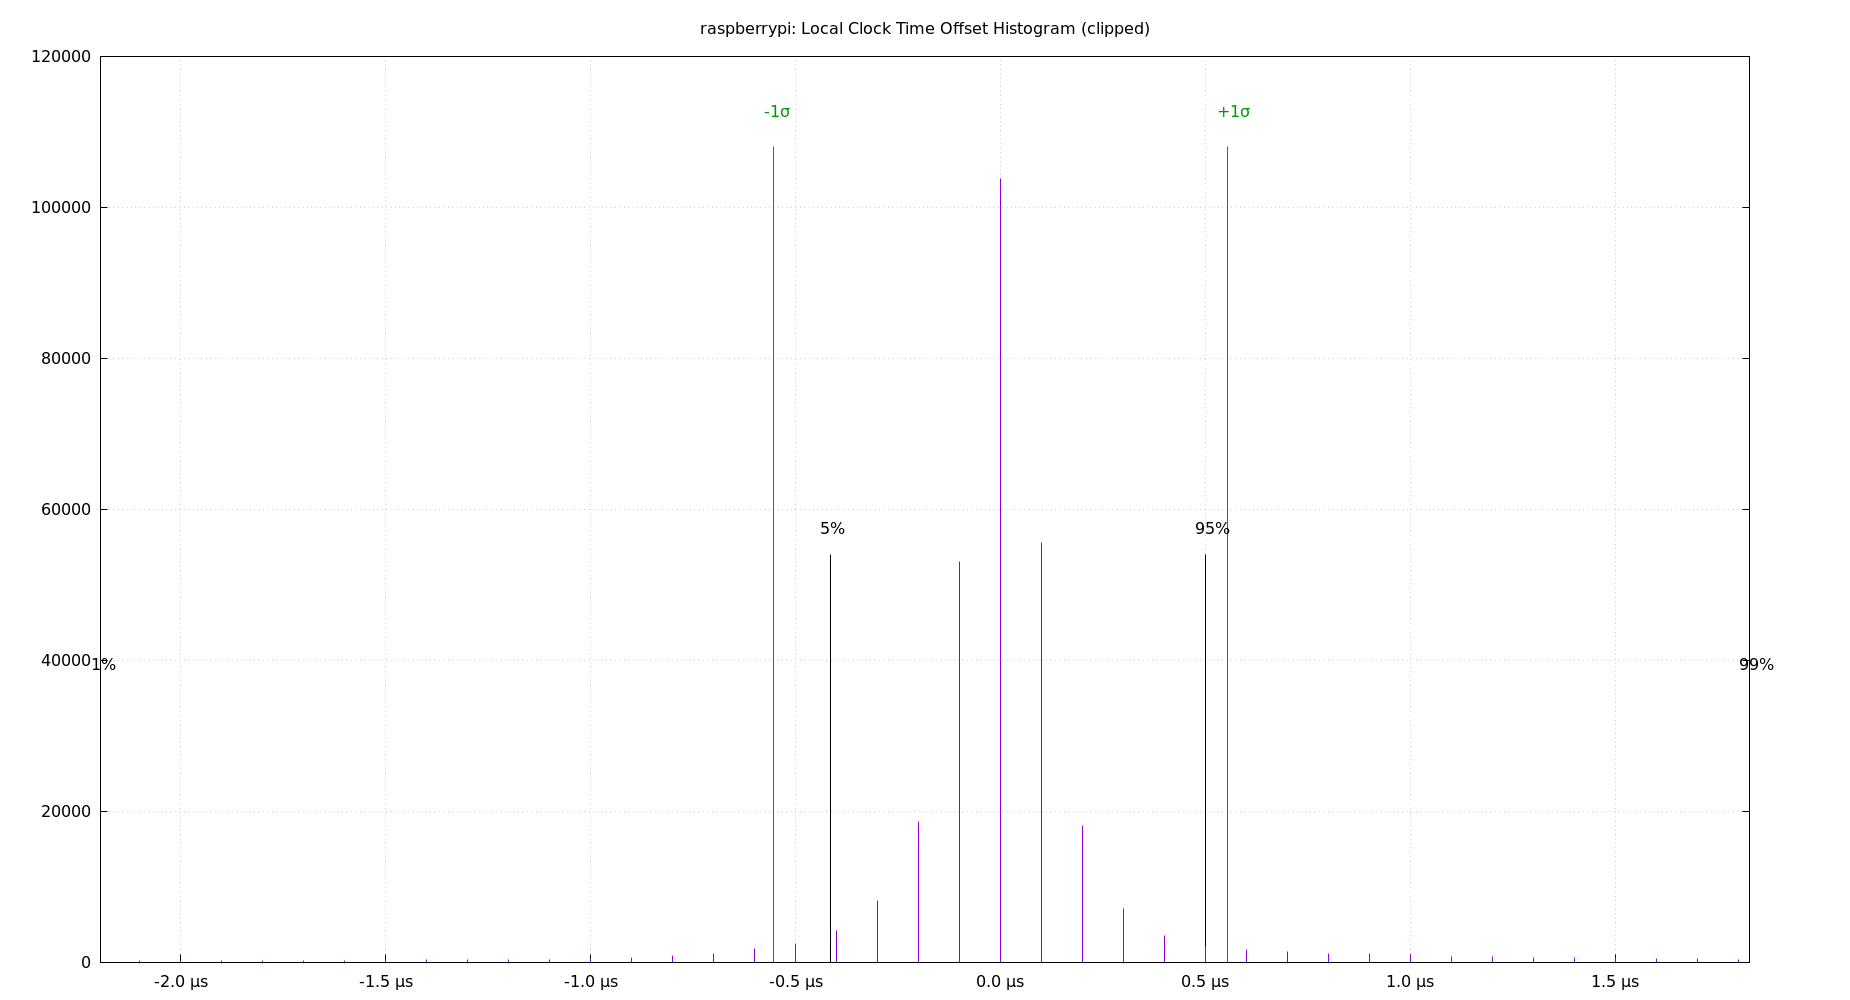 raspberrypi: Local Clock Time Offset Histogram (clipped)
120000
-1σ
+1σ
100000
80000
60000
5%
95%
40000
1%
99%
20000
0
-2.0 µs
-1.5 µs
-1.0 µs
-0.5 µs
0.0 µs
0.5 µs
1.0 µs
1.5 µs